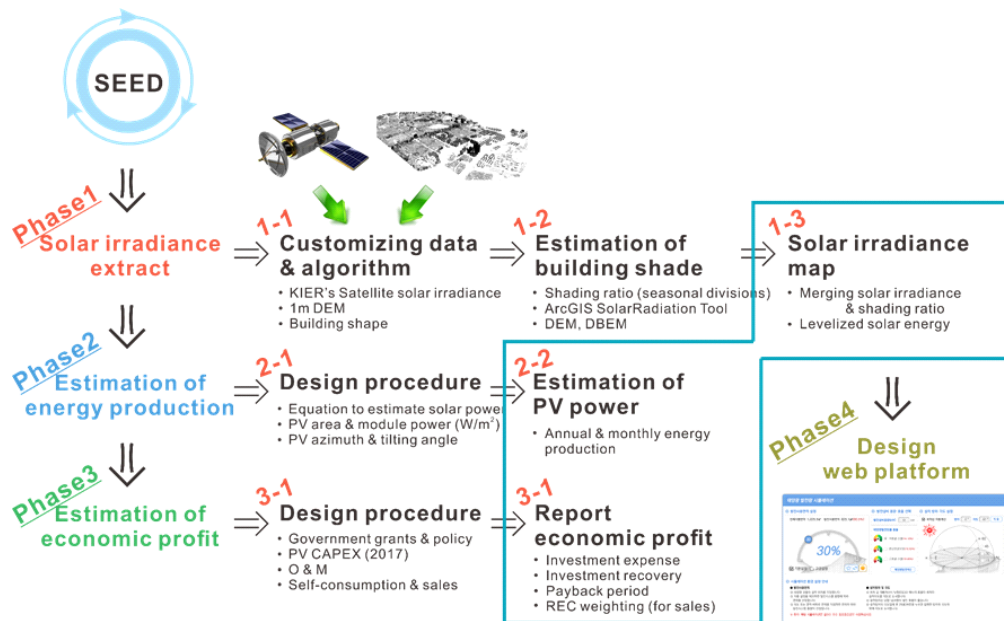 SEED
Phase1
Solar irradiance
extract
1-1
Customizing data
& algorithm
• KIER's Satellite solar irradiance
• 1m DEM
• Building shape
1-2
Estimation of
building shade
• Shading ratio (seasonal divisions)
• ArcGIS SolarRadiation Tool
• DEM, DBEM
1-3
Solar irradiance
map
• Merging solar irradiance
& shading ratio
• Levelized solar energy
Phase2
Estimation of
energy production
2-1
Design procedure
• Equation to estimate solar power
• PV area & module power (W/m²)
• PV azimuth & tilting angle
2-2
Estimation of
PV power
• Annual & monthly energy
production
Phase3
Estimation of
economic profit
3-1
Design procedure
• Government grants & policy
• PV CAPEX (2017)
• O & M
• Self-consumption & sales
3-1
Report
economic profit
• Investment expense
• Investment recovery
• Payback period
• REC weighting (for sales)
Phase4
Design
web platform
30%